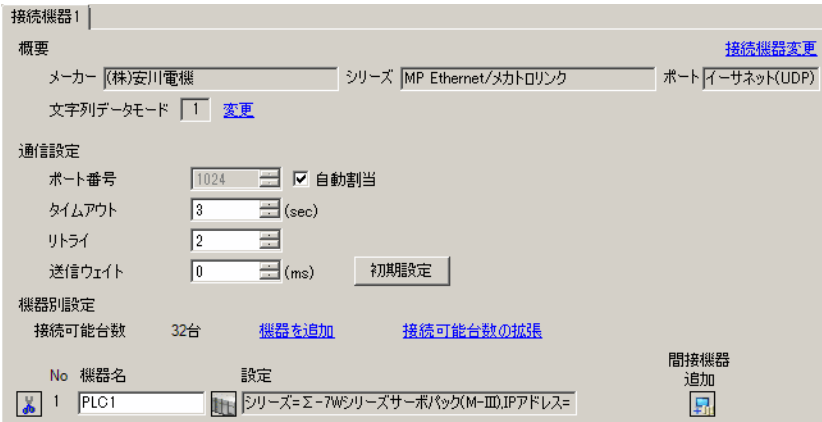 接続機器1
概要
接続機器変更
メーカー (株)安川電機 シリーズ MP Ethernet/メカトロリンク ポート イーサネット(UDP)
文字列データモード 1 変更
通信設定
ポート番号 1024 自動割当
タイムアウト 3 (sec)
リトライ 2
送信ウェイト 0 (ms) 初期設定
機器別設定
接続可能台数 32台 機器を追加 接続可能台数の拡張
間接機器
No 機器名 設定 追加
1 PLC1 シリーズ=Σ-7Wシリーズサーボパック(M-Ⅲ),IPアドレス=